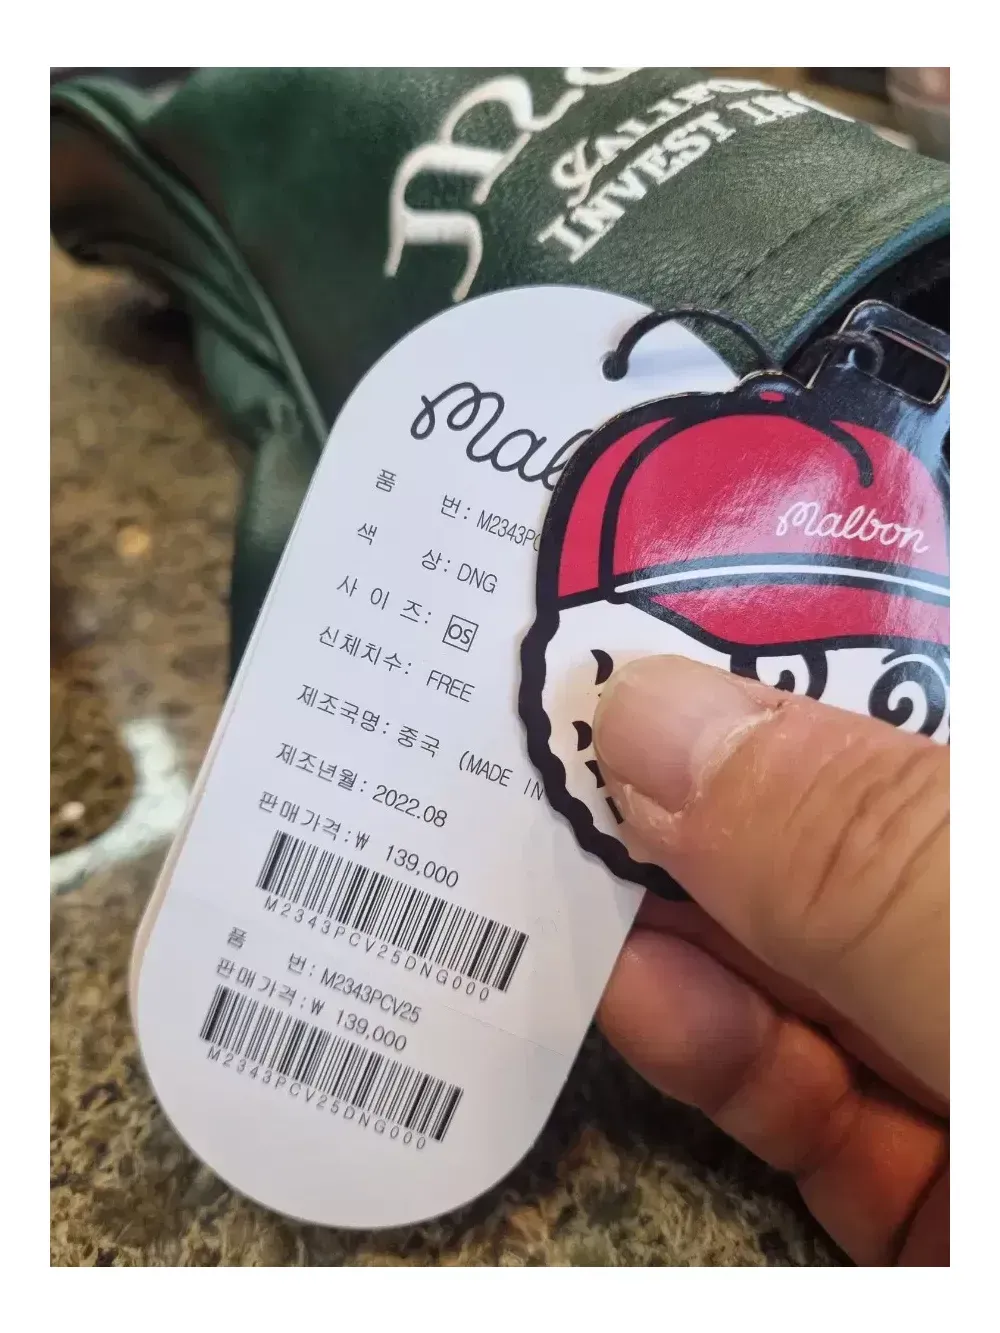 CALIFO
INVEST IN
Malbon
Malb
품 번: M2343PC
색 상: DNG
사 이 즈: OS
신체치수: FREE
제조국명: 중국 (MADE IN
제조년월: 2022.08
판매가격:₩ 139,000
M2343PCV25DNG000
품 번: M2343PCV25
판매가격:₩ 139,000
M2343PCV25DNG000